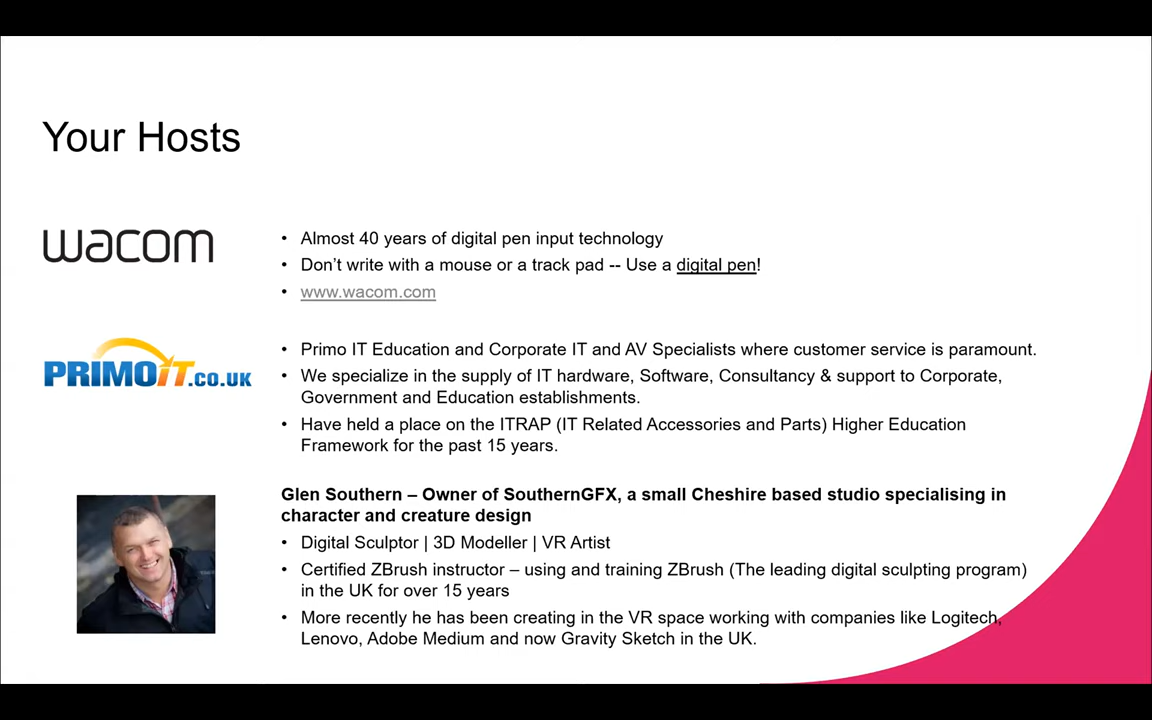 Your Hosts
wacom
• Almost 40 years of digital pen input technology
• Don’t write with a mouse or a track pad -- Use a digital pen!
• www.wacom.com
PRIMOIT.CO.UK
• Primo IT Education and Corporate IT and AV Specialists where customer service is paramount.
• We specialize in the supply of IT hardware, Software, Consultancy & support to Corporate,
Government and Education establishments.
• Have held a place on the ITRAP (IT Related Accessories and Parts) Higher Education
Framework for the past 15 years.
Glen Southern – Owner of SouthernGFX, a small Cheshire based studio specialising in
character and creature design
• Digital Sculptor | 3D Modeller | VR Artist
• Certified ZBrush instructor – using and training ZBrush (The leading digital sculpting program)
in the UK for over 15 years
• More recently he has been creating in the VR space working with companies like Logitech,
Lenovo, Adobe Medium and now Gravity Sketch in the UK.